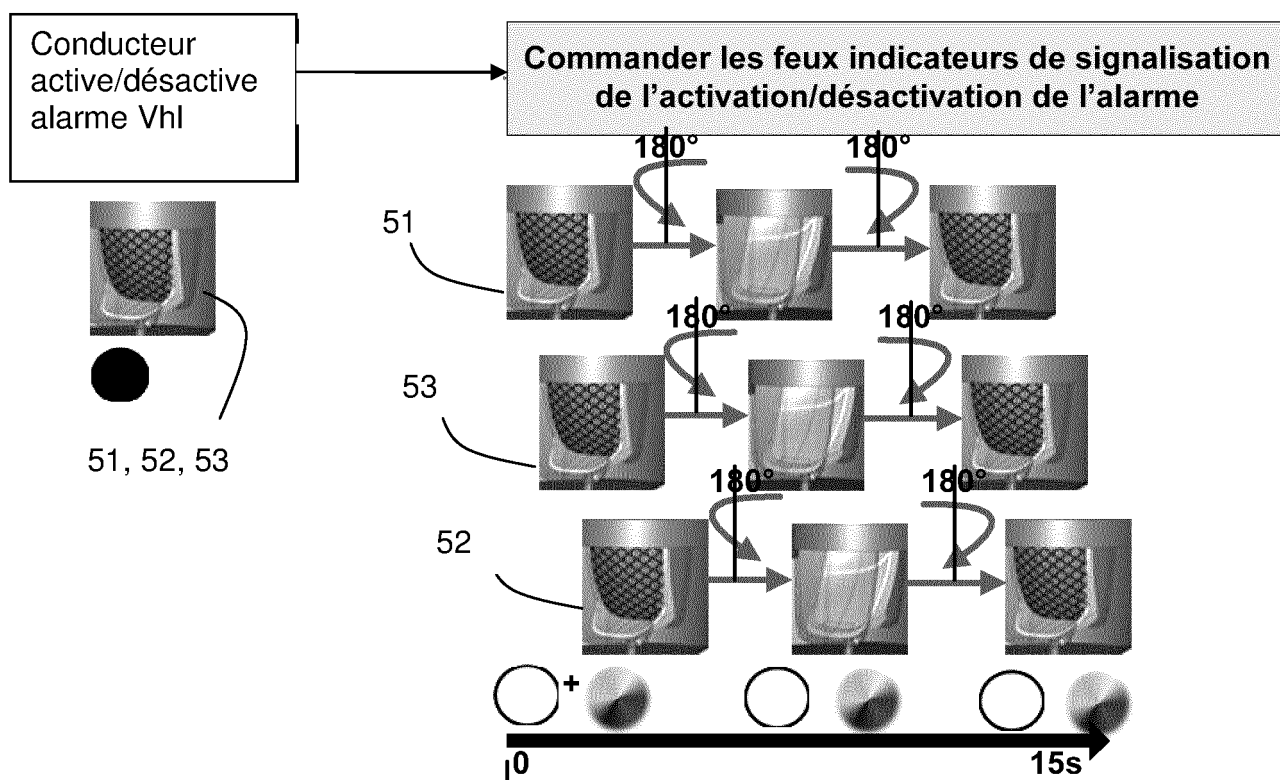 Conducteur
active/désactive
alarme Vhl
Commander les feux indicateurs de signalisation
de l'activation/désactivation de l'alarme
180° 180°
51
180° 180°
53
51, 52, 53
180° 180°
52
+
0 15s